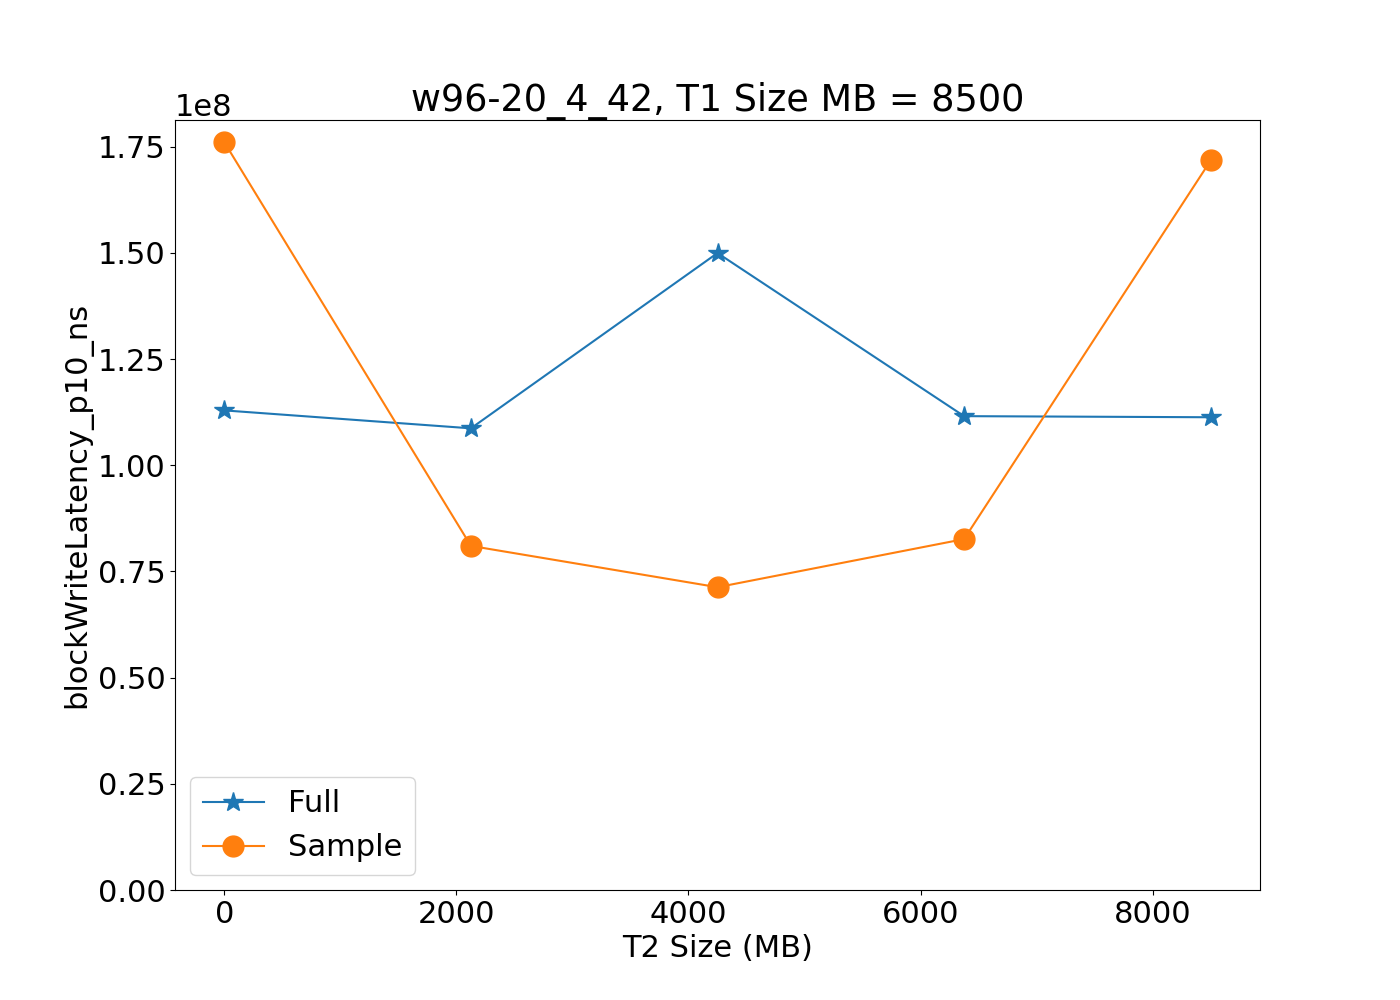 w96-20_4_42, T1 Size MB = 8500
1e8
1.75
1.50
1.25
1.00
0.75
0.50
0.25
0.00
blockWriteLatency_p10_ns
Full
Sample
0 2000 4000 6000 8000
T2 Size (MB)